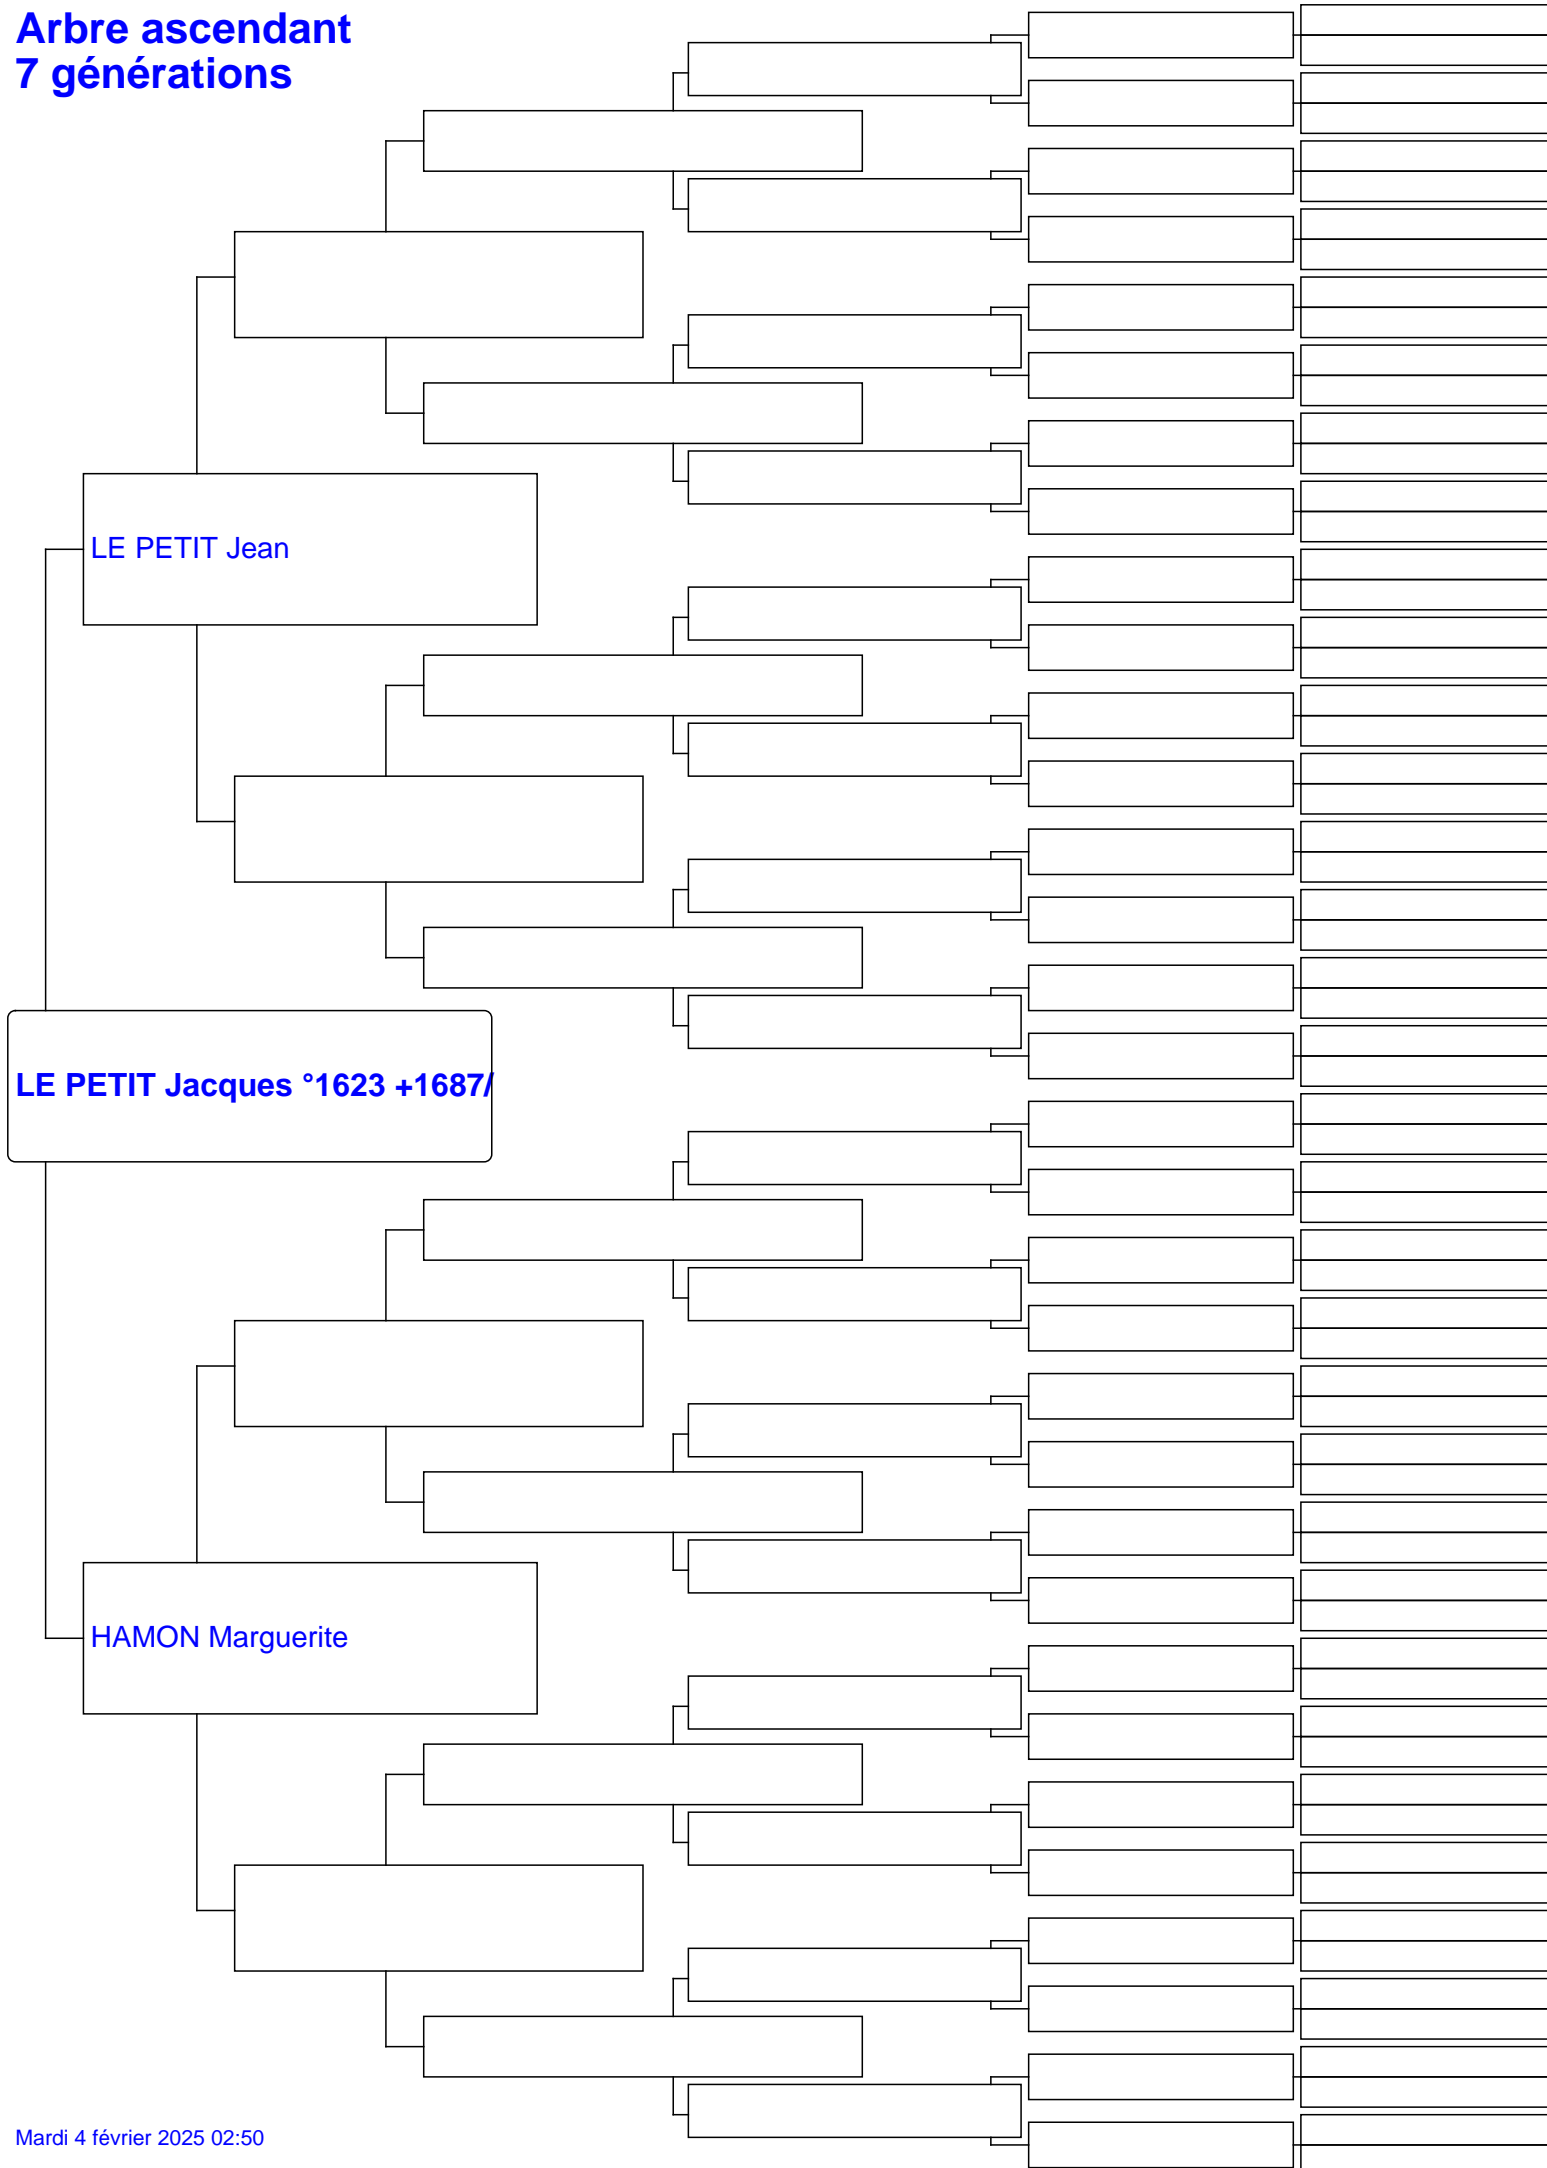 Arbre ascendant
7 générations
LE PETIT Jean
LE PETIT Jacques °1623 +1687/
HAMON Marguerite
Mardi 4 février 2025 02:50